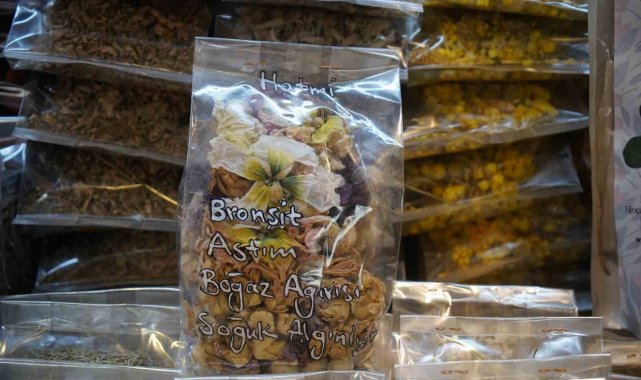 Hatmi
Bronşit
Astım
Boğaz Ağrısı
Soğuk Algınlığı